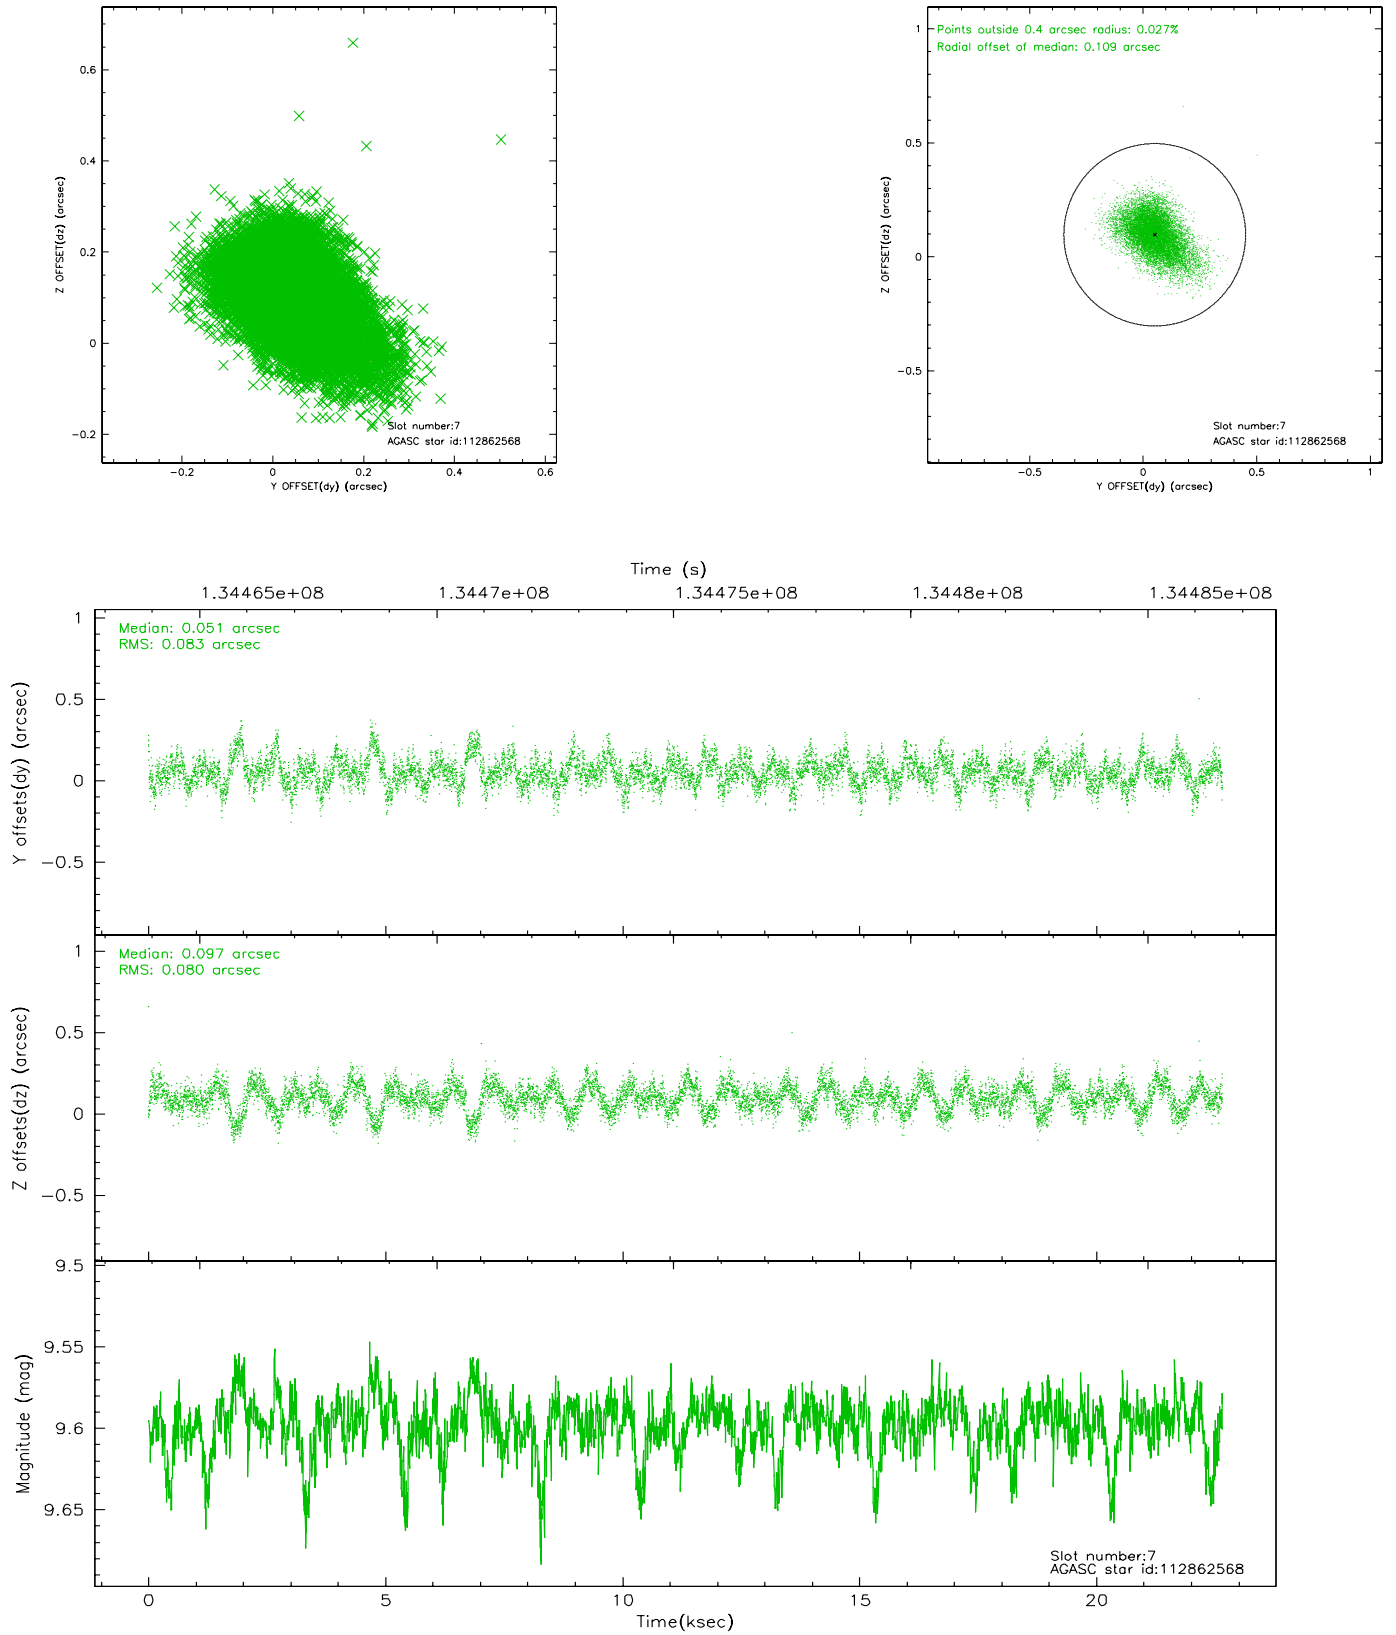 0.6
0.4
0.2
0
−0.2
Z OFFSET(dz) (arcsec)
−0.2 0 0.2 0.4 0.6
Y OFFSET(dy) (arcsec)
Slot number:7
AGASC star id:112862568
Points outside 0.4 arcsec radius: 0.027%
Radial offset of median: 0.109 arcsec
1
0.5
0
−0.5
Z OFFSET(dz) (arcsec)
−0.5 0 0.5 1
Y OFFSET(dy) (arcsec)
Slot number:7
AGASC star id:112862568
Time (s)
1.34465e+08 1.3447e+08 1.34475e+08 1.3448e+08 1.34485e+08
Median: 0.051 arcsec
RMS: 0.083 arcsec
1
0.5
0
−0.5
Y offsets(dy) (arcsec)
Median: 0.097 arcsec
RMS: 0.080 arcsec
1
0.5
0
−0.5
Z offsets(dz) (arcsec)
9.5
9.55
9.6
9.65
Magnitude (mag)
Slot number:7
AGASC star id:112862568
0 5 10 15 20
Time(ksec)